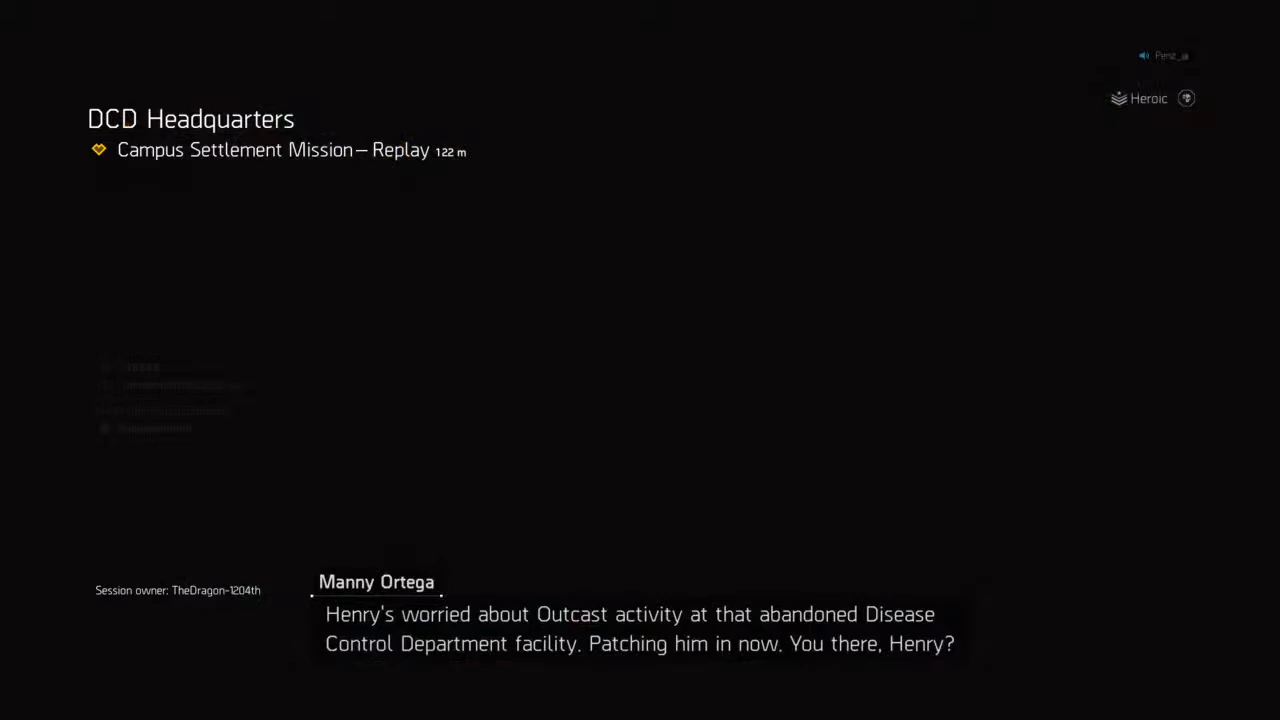 Heroic
DCD Headquarters
Campus Settlement Mission – Replay 122 m
Session owner: TheDragon-1204th
Manny Ortega
Henry's worried about Outcast activity at that abandoned Disease
Control Department facility. Patching him in now. You there, Henry?